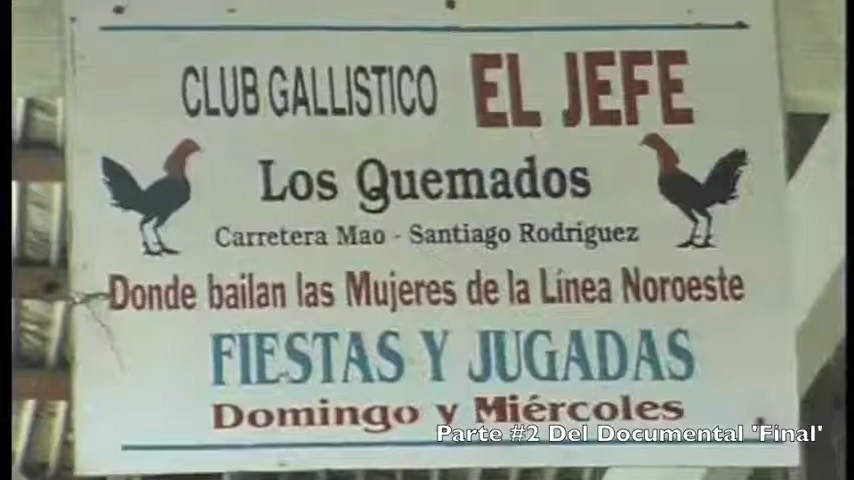 CLUB GALLISTICO EL JEFE
Los Quemados
Carretera Mao - Santiago Rodriguez
Donde bailan las Mujeres de la Línea Noroeste
FIESTAS Y JUGADAS
Domingo y Miércoles
Parte #2 Del Documental 'Final'